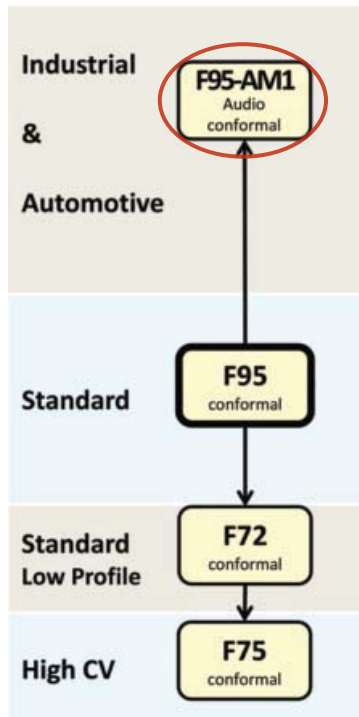 Industrial
&
Automotive
F95-AM1
Audio
conformal
Standard
F95
conformal
Standard
Low Profile
F72
conformal
High CV
F75
conformal